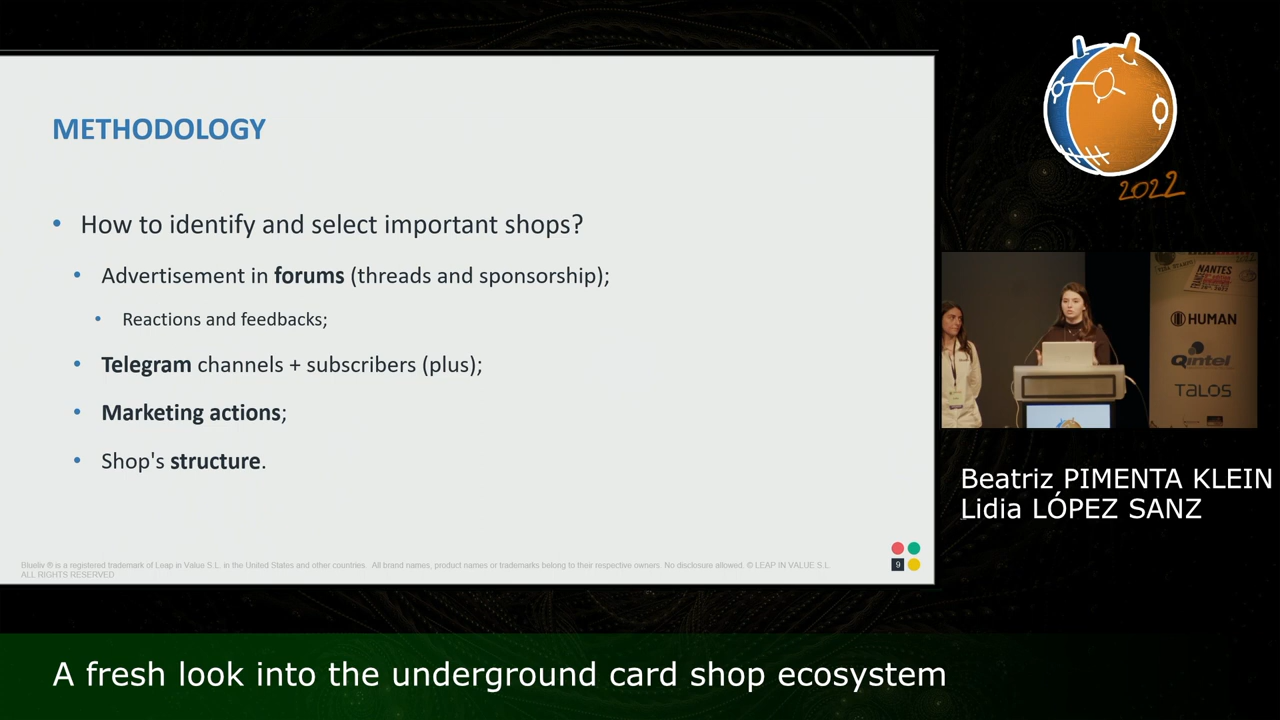 METHODOLOGY
• How to identify and select important shops?
• Advertisement in forums (threads and sponsorship);
• Reactions and feedbacks;
• Telegram channels + subscribers (plus);
• Marketing actions;
• Shop's structure.
Blueliv ® is a registered trademark of Leap in Value S.L. in the United States and other countries. All brand names, product names or trademarks belong to their respective owners. No disclosure allowed. © LEAP IN VALUE S.L.
ALL RIGHTS RESERVED
9
2022
NANTES
HUMAN
Qintel
TALOS
Beatriz PIMENTA KLEIN
Lidia LÓPEZ SANZ
A fresh look into the underground card shop ecosystem